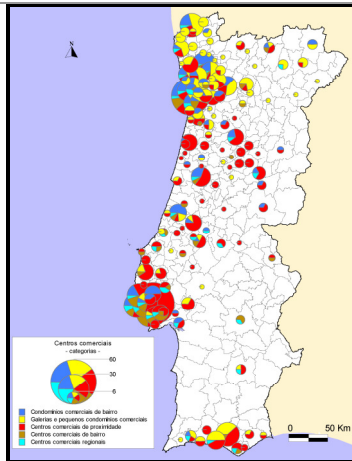 N
Centros comerciais
- categorias -
60
30
6
Condomínios comerciais de bairro
Galerias e pequenos condomínios comerciais
Centros comerciais de proximidade
Centros comerciais de bairro
Centros comerciais regionais
0 50 Km